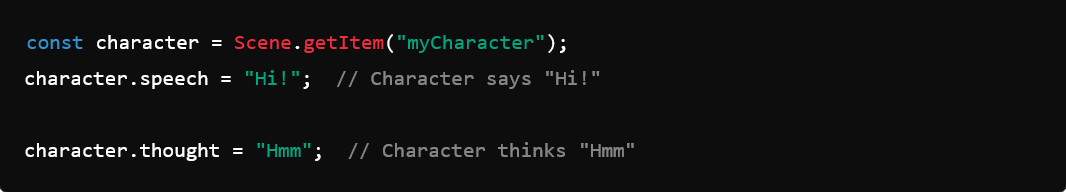 const character = Scene.getItem("myCharacter");
character.speech = "Hi!";  // Character says "Hi!"
character.thought = "Hmm";  // Character thinks "Hmm"